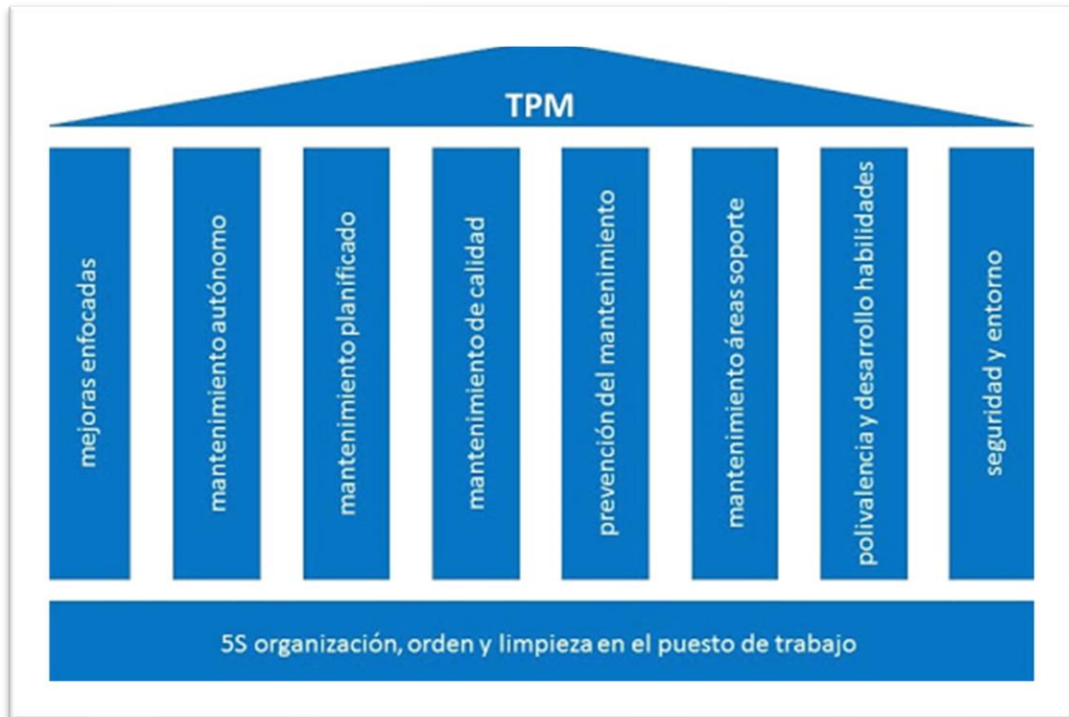 TPM
mejoras enfocadas
mantenimiento autónomo
mantenimiento planificado
mantenimiento de calidad
prevención del mantenimiento
mantenimiento áreas soporte
polivalencia y desarrollo habilidades
seguridad y entorno
5S organización, orden y limpieza en el puesto de trabajo